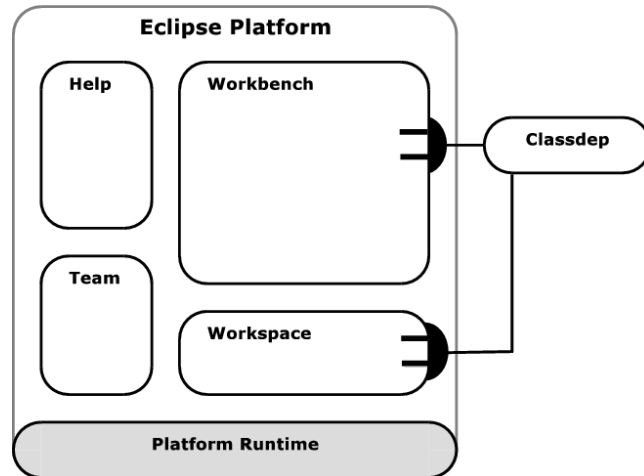 Eclipse Platform
Help
Workbench
Classdep
Team
Workspace
Platform Runtime